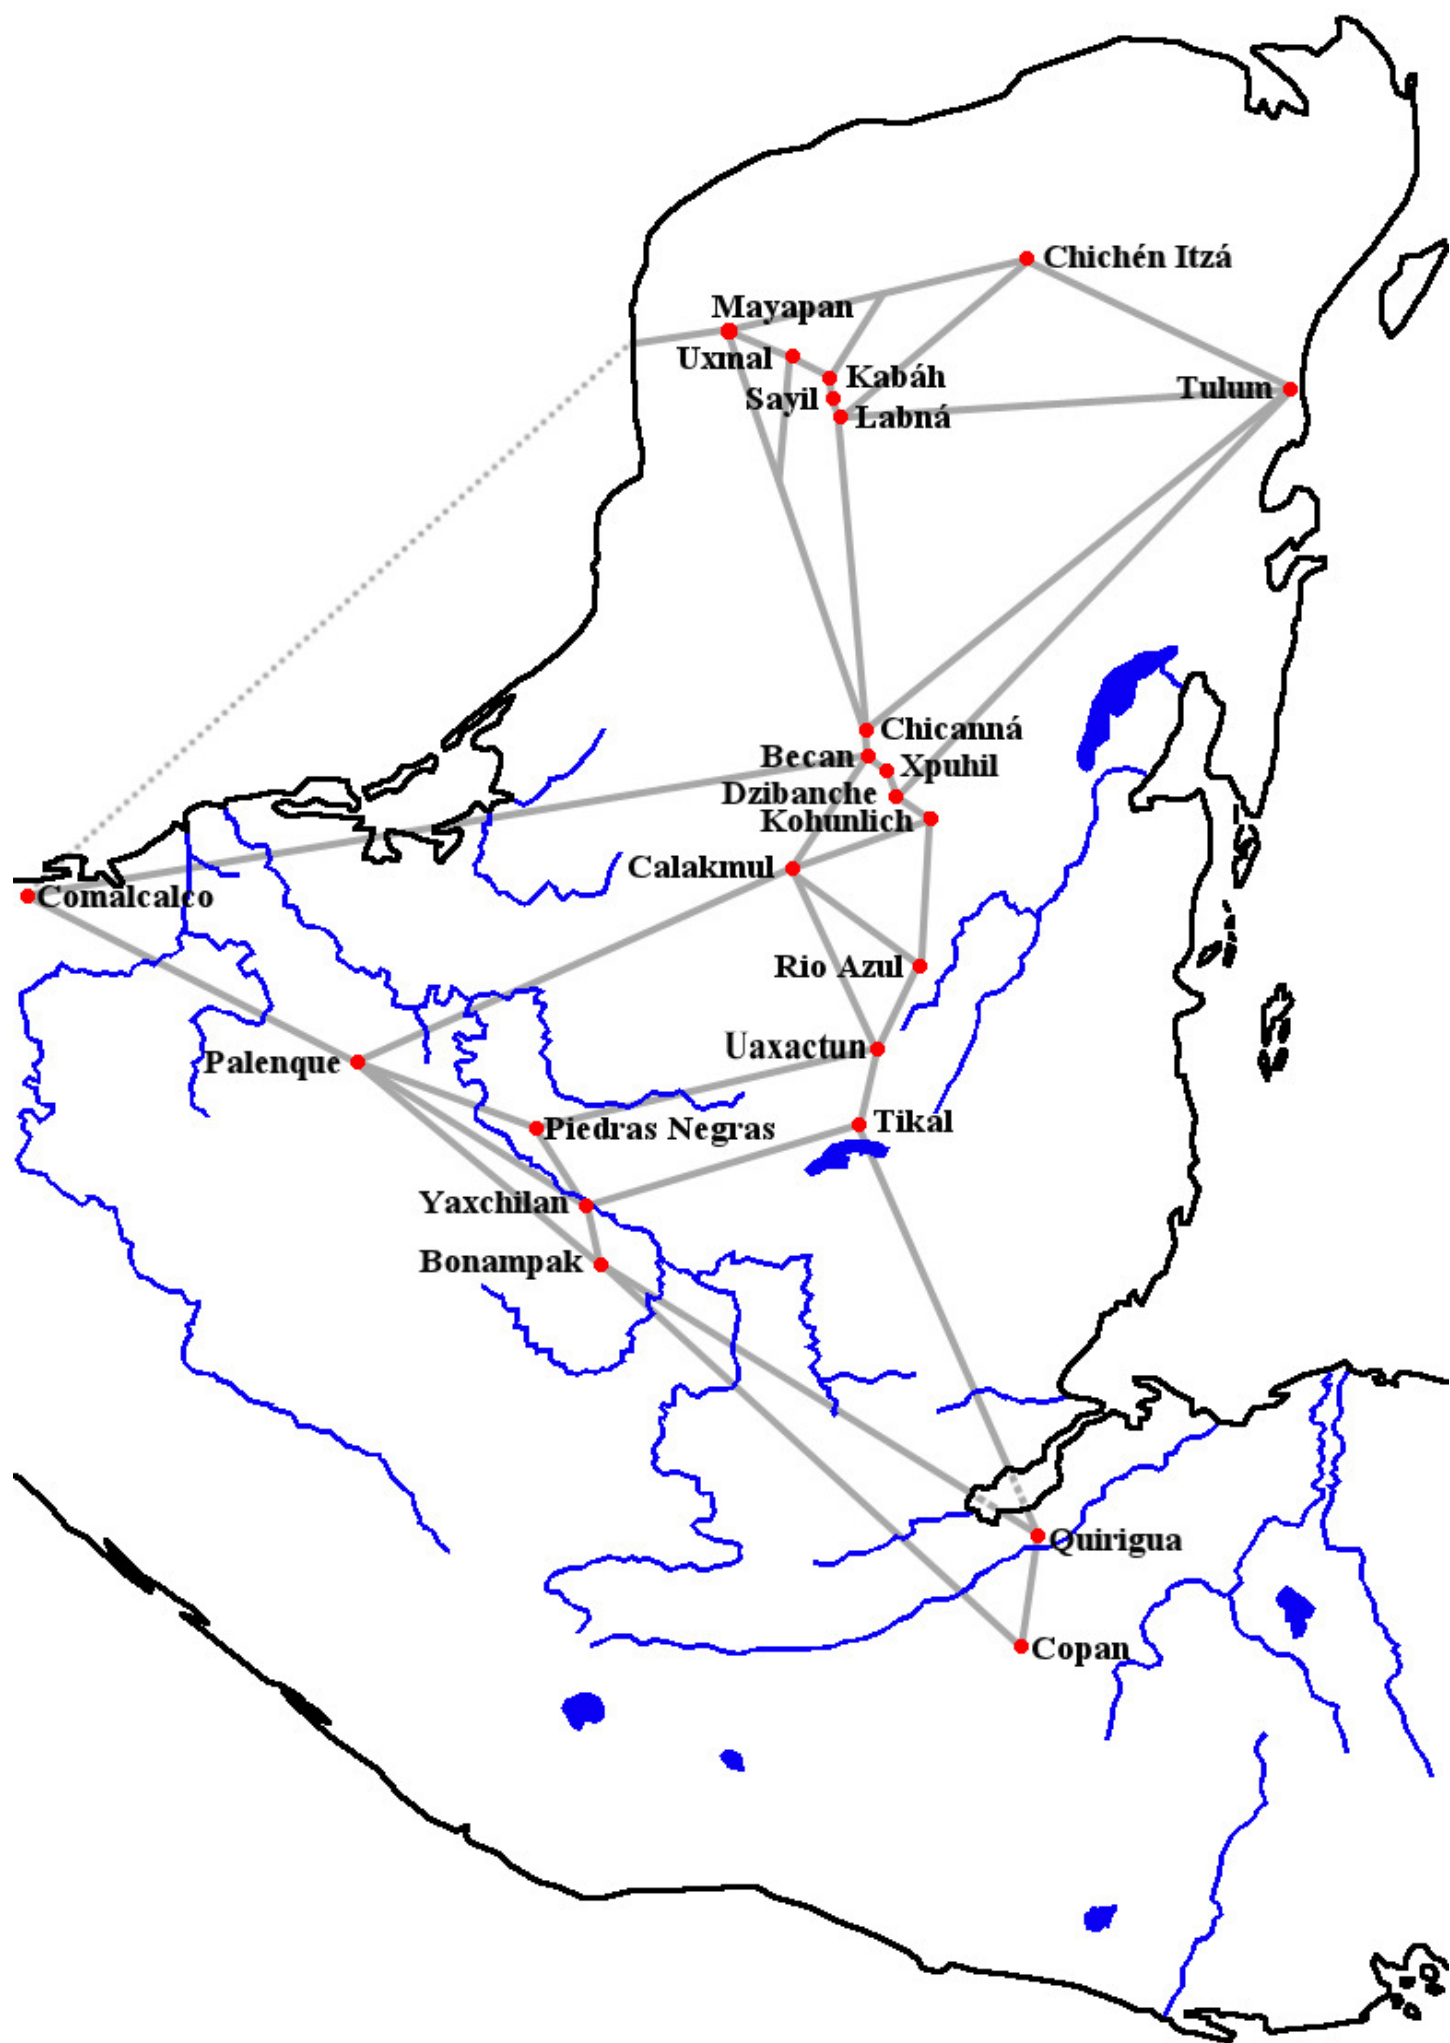 Chichén Itzá
Mayapan
Uxmal
Kabáh
Tulum
Sayil
Labná
Chicanná
Becan
Xpuhil
Dzibanche
Kohunlich
Calakmul
Comalcalco
Rio Azul
Uaxactun
Palenque
Tikal
Piedras Negras
Yaxchilan
Bonampak
Quirigua
Copan